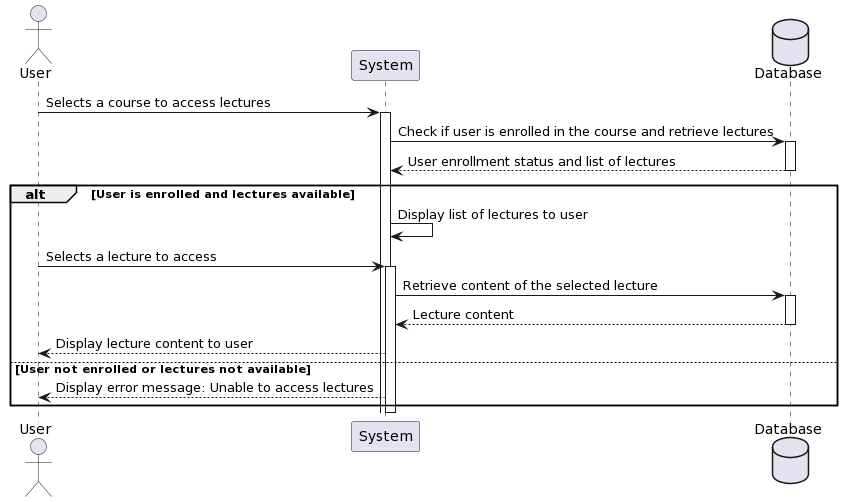 User
System
Database
Selects a course to access lectures
Check if user is enrolled in the course and retrieve lectures
User enrollment status and list of lectures
alt [User is enrolled and lectures available]
Display list of lectures to user
Selects a lecture to access
Retrieve content of the selected lecture
Lecture content
Display lecture content to user
[User not enrolled or lectures not available]
Display error message: Unable to access lectures
User
System
Database